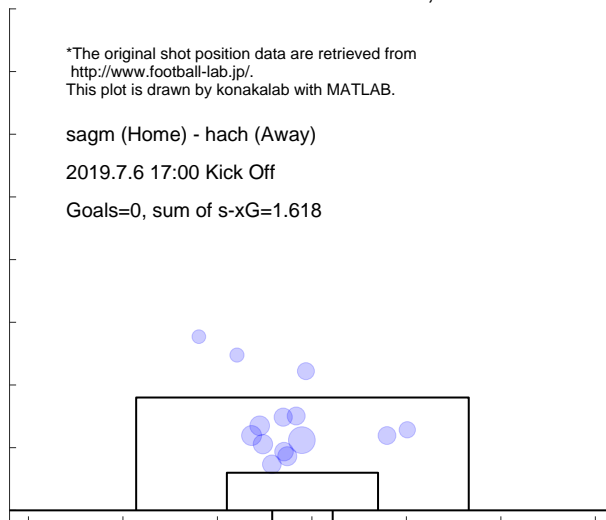 *The original shot position data are retrieved from
http://www.football-lab.jp/.
This plot is drawn by konakalab with MATLAB.
sagm (Home) - hach (Away)
2019.7.6 17:00 Kick Off
Goals=0, sum of s-xG=1.618